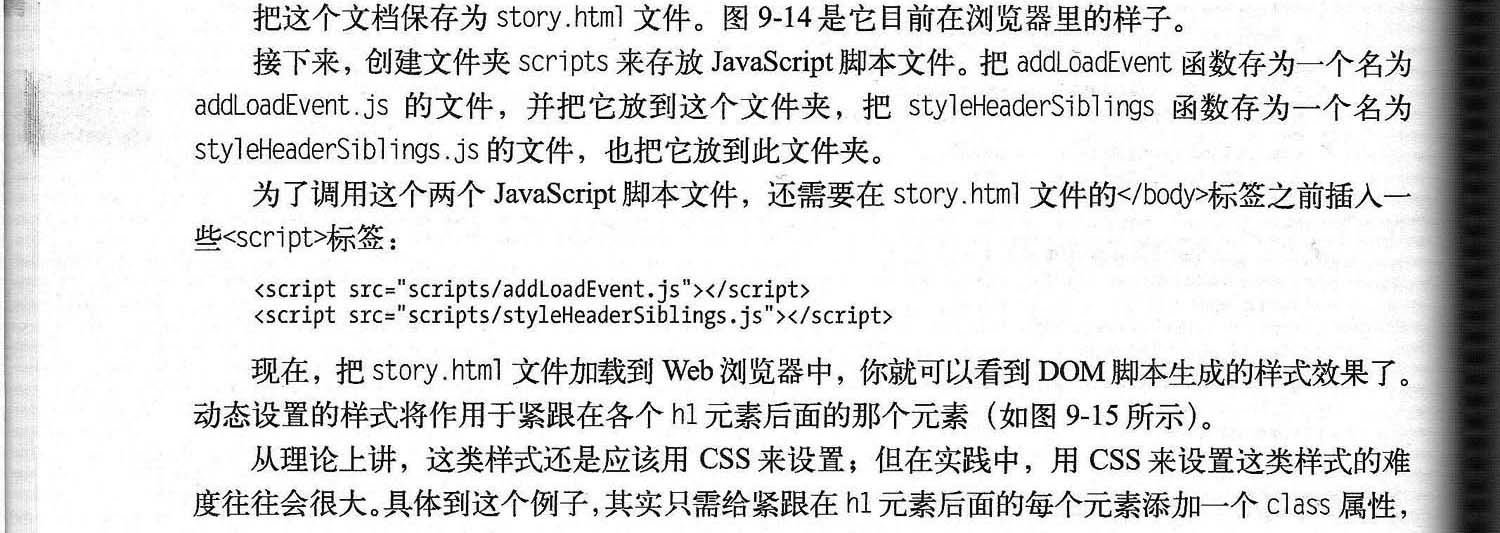 把这个文档保存为 story.html 文件。图 9-14 是它目前在浏览器里的样子。
接下来，创建文件夹 scripts 来存放 JavaScript 脚本文件。把 addLoadEvent 函数存为一个名为
addLoadEvent.js 的文件，并把它放到这个文件夹，把 styleHeaderSiblings 函数存为一个名为
styleHeaderSiblings.js 的文件，也把它放到此文件夹。
为了调用这个两个 JavaScript 脚本文件，还需要在 story.html 文件的</body>标签之前插入一
些<script>标签：
<script src="scripts/addLoadEvent.js"></script>
<script src="scripts/styleHeaderSiblings.js"></script>
现在，把 story.html 文件加载到 Web 浏览器中，你就可以看到 DOM 脚本生成的样式效果了。
动态设置的样式将作用于紧跟在各个 h1 元素后面的那个元素（如图 9-15 所示）。
从理论上讲，这类样式还是应该用 CSS 来设置；但在实践中，用 CSS 来设置这类样式的难
度往往会很大。具体到这个例子，其实只需给紧跟在 h1 元素后面的每个元素添加一个 class 属性，